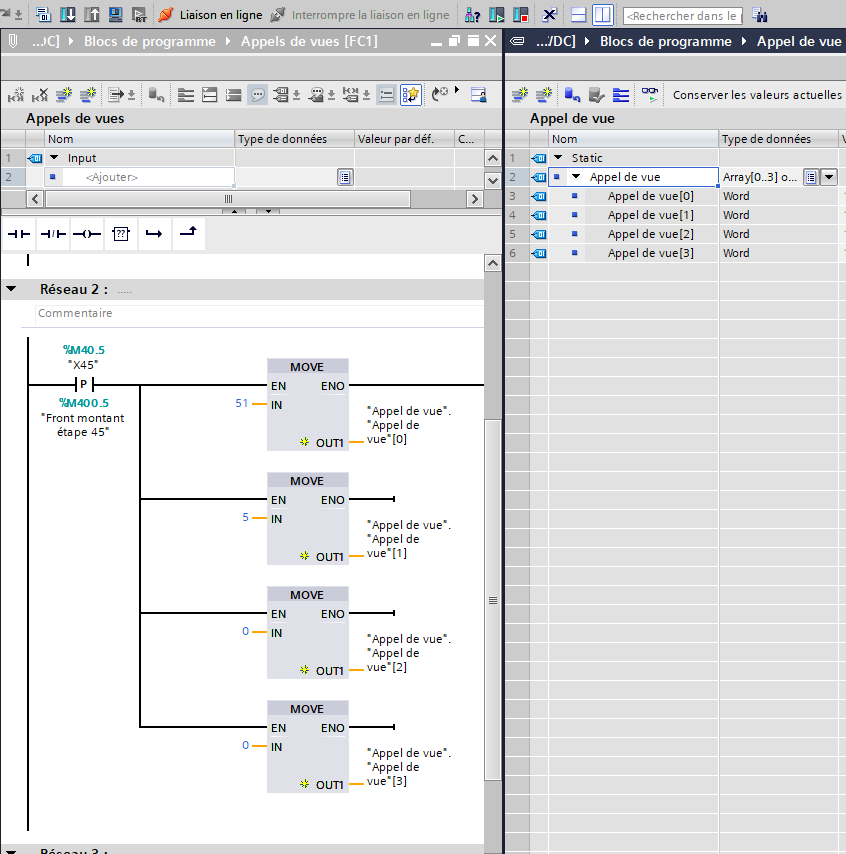 Liaison en ligne Interrompre la liaison en ligne <Rechercher dans le
...C] Blocs de programme Appels de vues [FC1]
.../DC] Blocs de programme Appel de vue
Conserver les valeurs actuelles
Appels de vues
Nom Type de données Valeur par déf. C...
1 Input
2 <Ajouter>
Appel de vue
Nom Type de données V
1 Static
2 Appel de vue Array[0..3] o...
3 Appel de vue[0] Word
4 Appel de vue[1] Word
5 Appel de vue[2] Word
6 Appel de vue[3] Word
??
Réseau 2 : .....
Commentaire
%M40.5
"X45"
P
%M400.5
"Front montant
étape 45"
MOVE
EN ENO
51 IN
OUT1
"Appel de vue".
"Appel de
vue"[0]
MOVE
EN ENO
5 IN
OUT1
"Appel de vue".
"Appel de
vue"[1]
MOVE
EN ENO
0 IN
OUT1
"Appel de vue".
"Appel de
vue"[2]
MOVE
EN ENO
0 IN
OUT1
"Appel de vue".
"Appel de
vue"[3]
Réseau 3 :